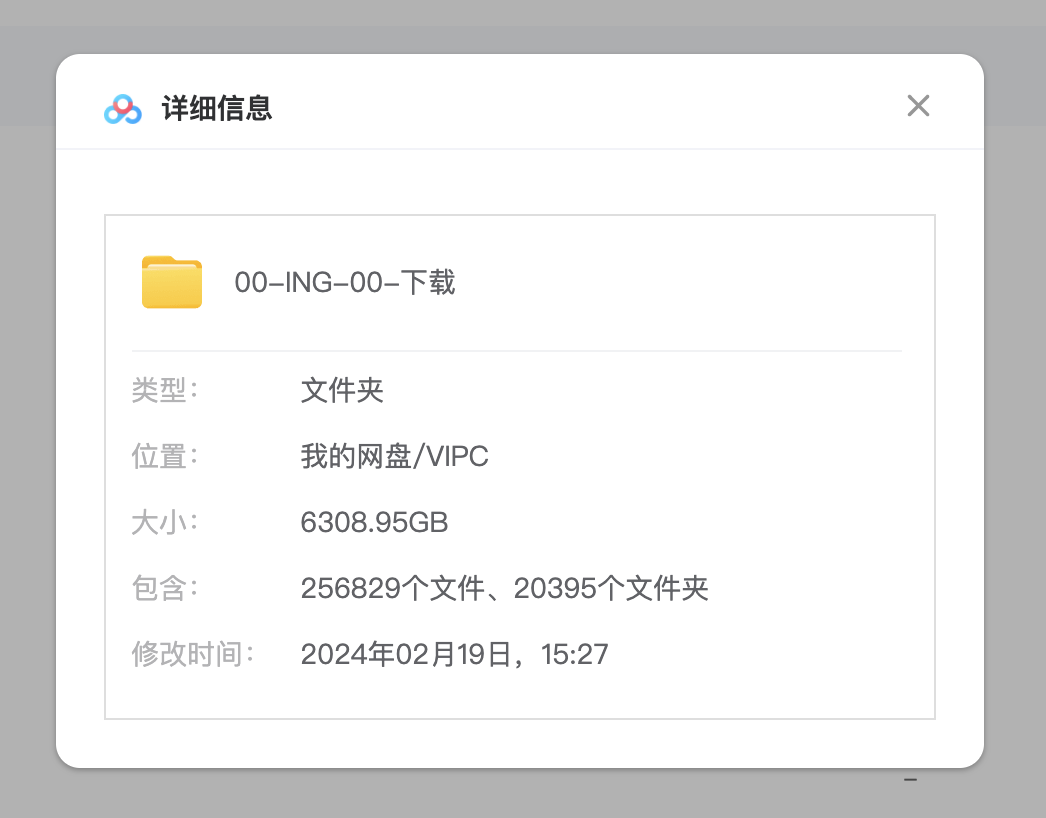 详细信息
00-ING-00-下载
类型：
文件夹
位置：
我的网盘/VIPC
大小：
6308.95GB
包含：
256829个文件、20395个文件夹
修改时间：
2024年02月19日，15:27